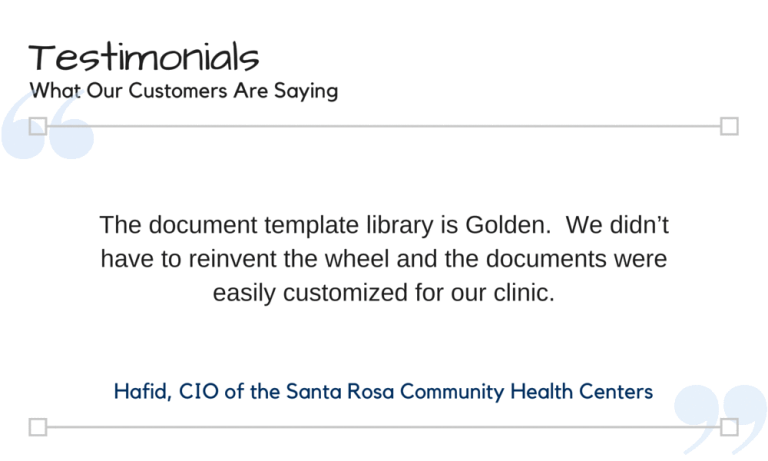 Testimonials
What Our Customers Are Saying
The document template library is Golden.  We didn’t
have to reinvent the wheel and the documents were
easily customized for our clinic.
Hafid, CIO of the Santa Rosa Community Health Centers